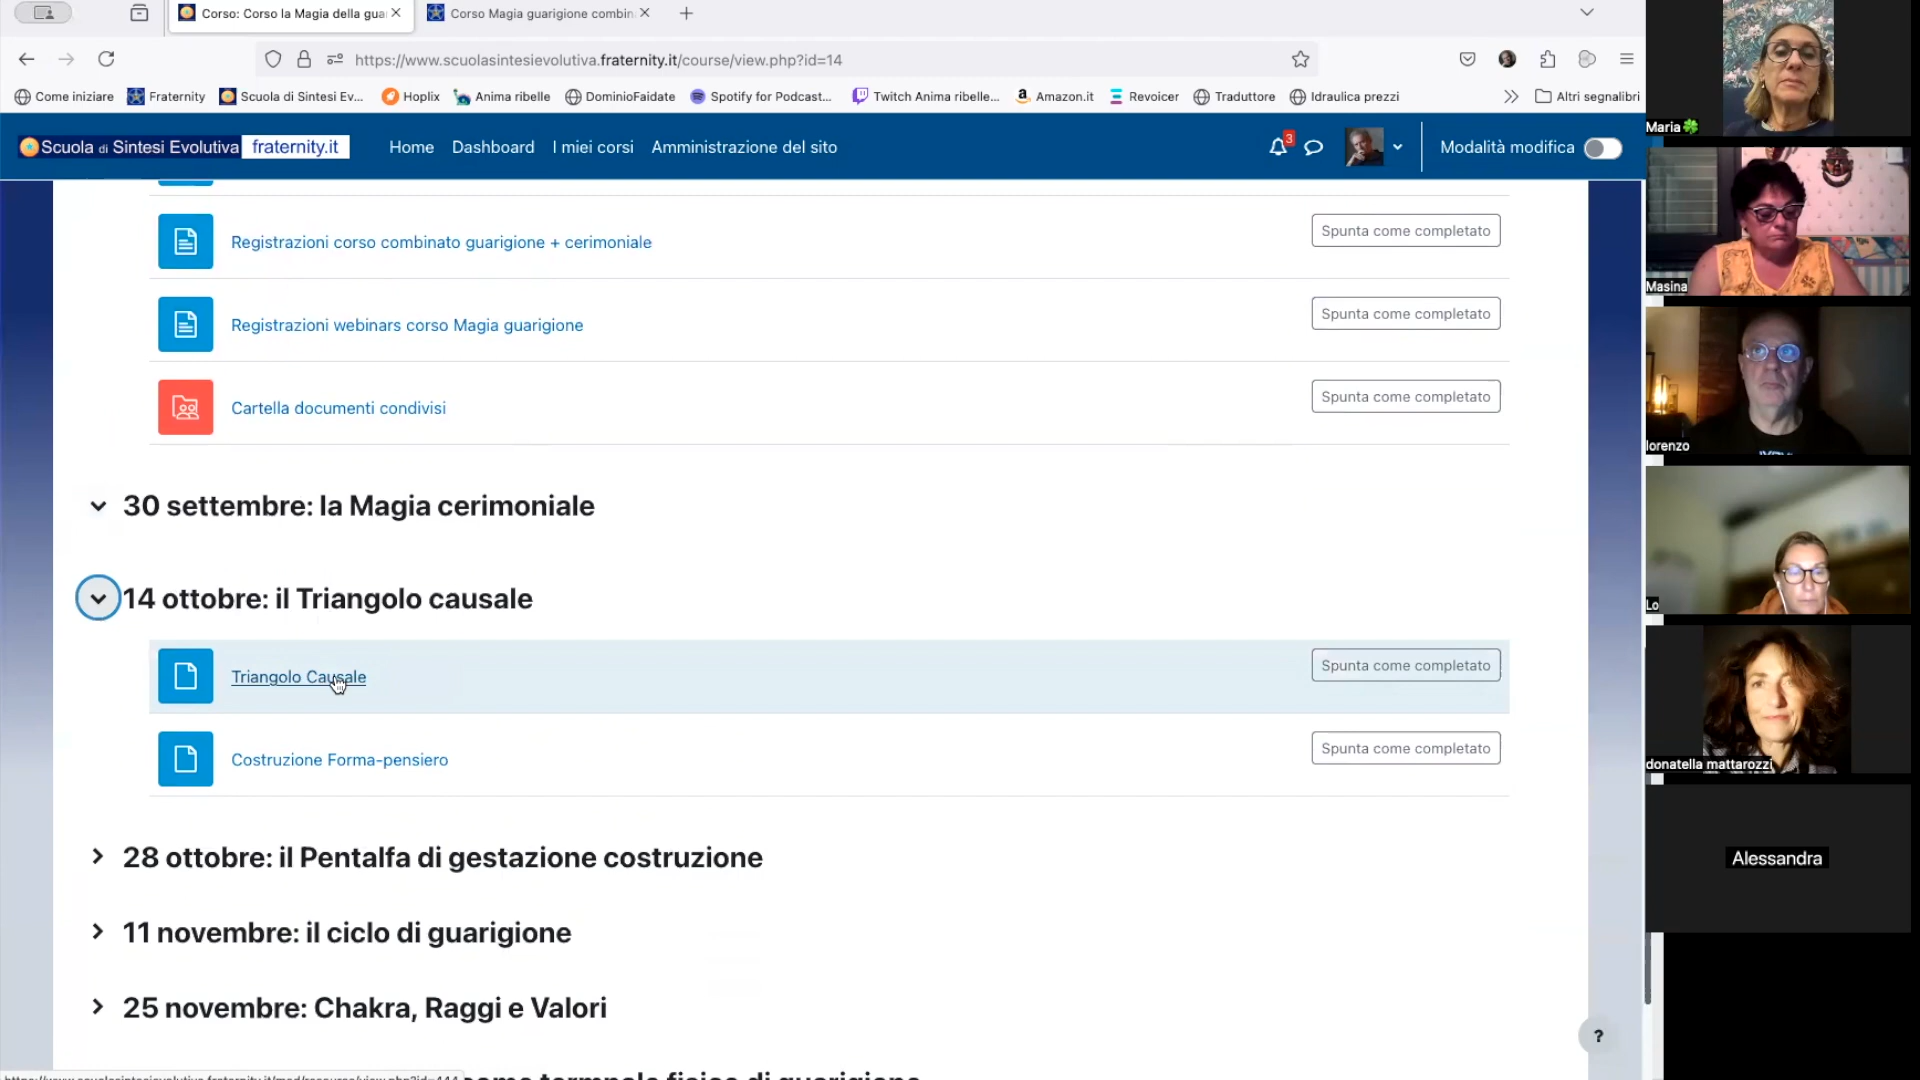 Corso: Corso la Magia della gua
Corso Magia guarigione combin
https://www.scuolasintesievolutiva.fraternity.it/course/view.php?id=14
Come iniziare
Fraternity
Scuola di Sintesi Ev...
Hoplix
Anima ribelle
DominioFaidate
Spotify for Podcast...
Twitch Anima ribelle...
Amazon.it
Revoicer
Traduttore
Idraulica prezzi
Altri segnalibri
Scuola di Sintesi Evolutiva fraternity.it
Home
Dashboard
I miei corsi
Amministrazione del sito
3
Modalità modifica
Registrazioni corso combinato guarigione + cerimoniale
Spunta come completato
Registrazioni webinars corso Magia guarigione
Spunta come completato
Cartella documenti condivisi
Spunta come completato
30 settembre: la Magia cerimoniale
14 ottobre: il Triangolo causale
Triangolo Causale
Spunta come completato
Costruzione Forma-pensiero
Spunta come completato
28 ottobre: il Pentalfa di gestazione costruzione
11 novembre: il ciclo di guarigione
25 novembre: Chakra, Raggi e Valori
?
Maria🍀
Masina
lorenzo
Lo
donatella mattarozzi
Alessandra